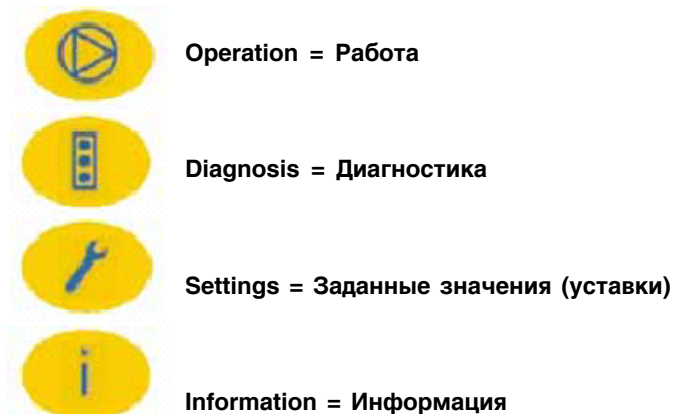 Operation = Работа
Diagnosis = Диагностика
Settings = Заданные значения (уставки)
i
Information = Информация